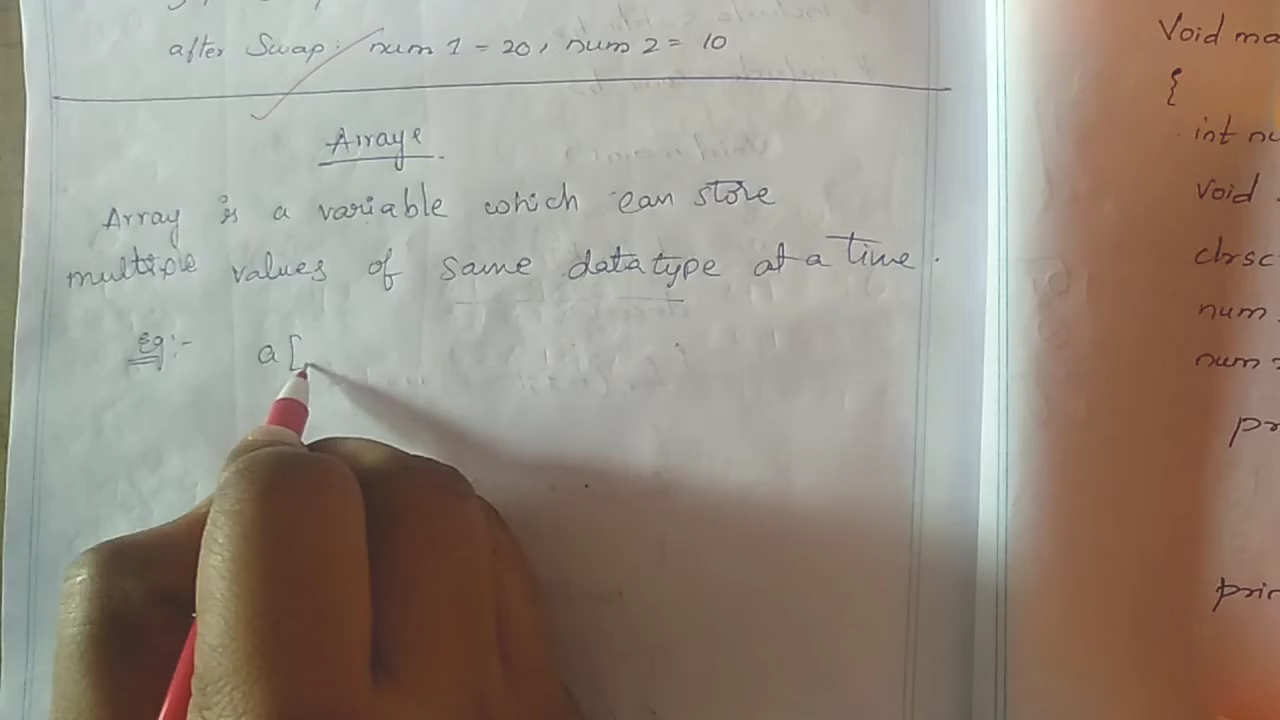 after Swap: num 1 = 20, num 2 = 10
Arrays
Array is a variable which can store
multiple values of same datatype at a time.
Eg:- a[
Void ma
{
int nu
void
clrsc
num
num =
pr
prin